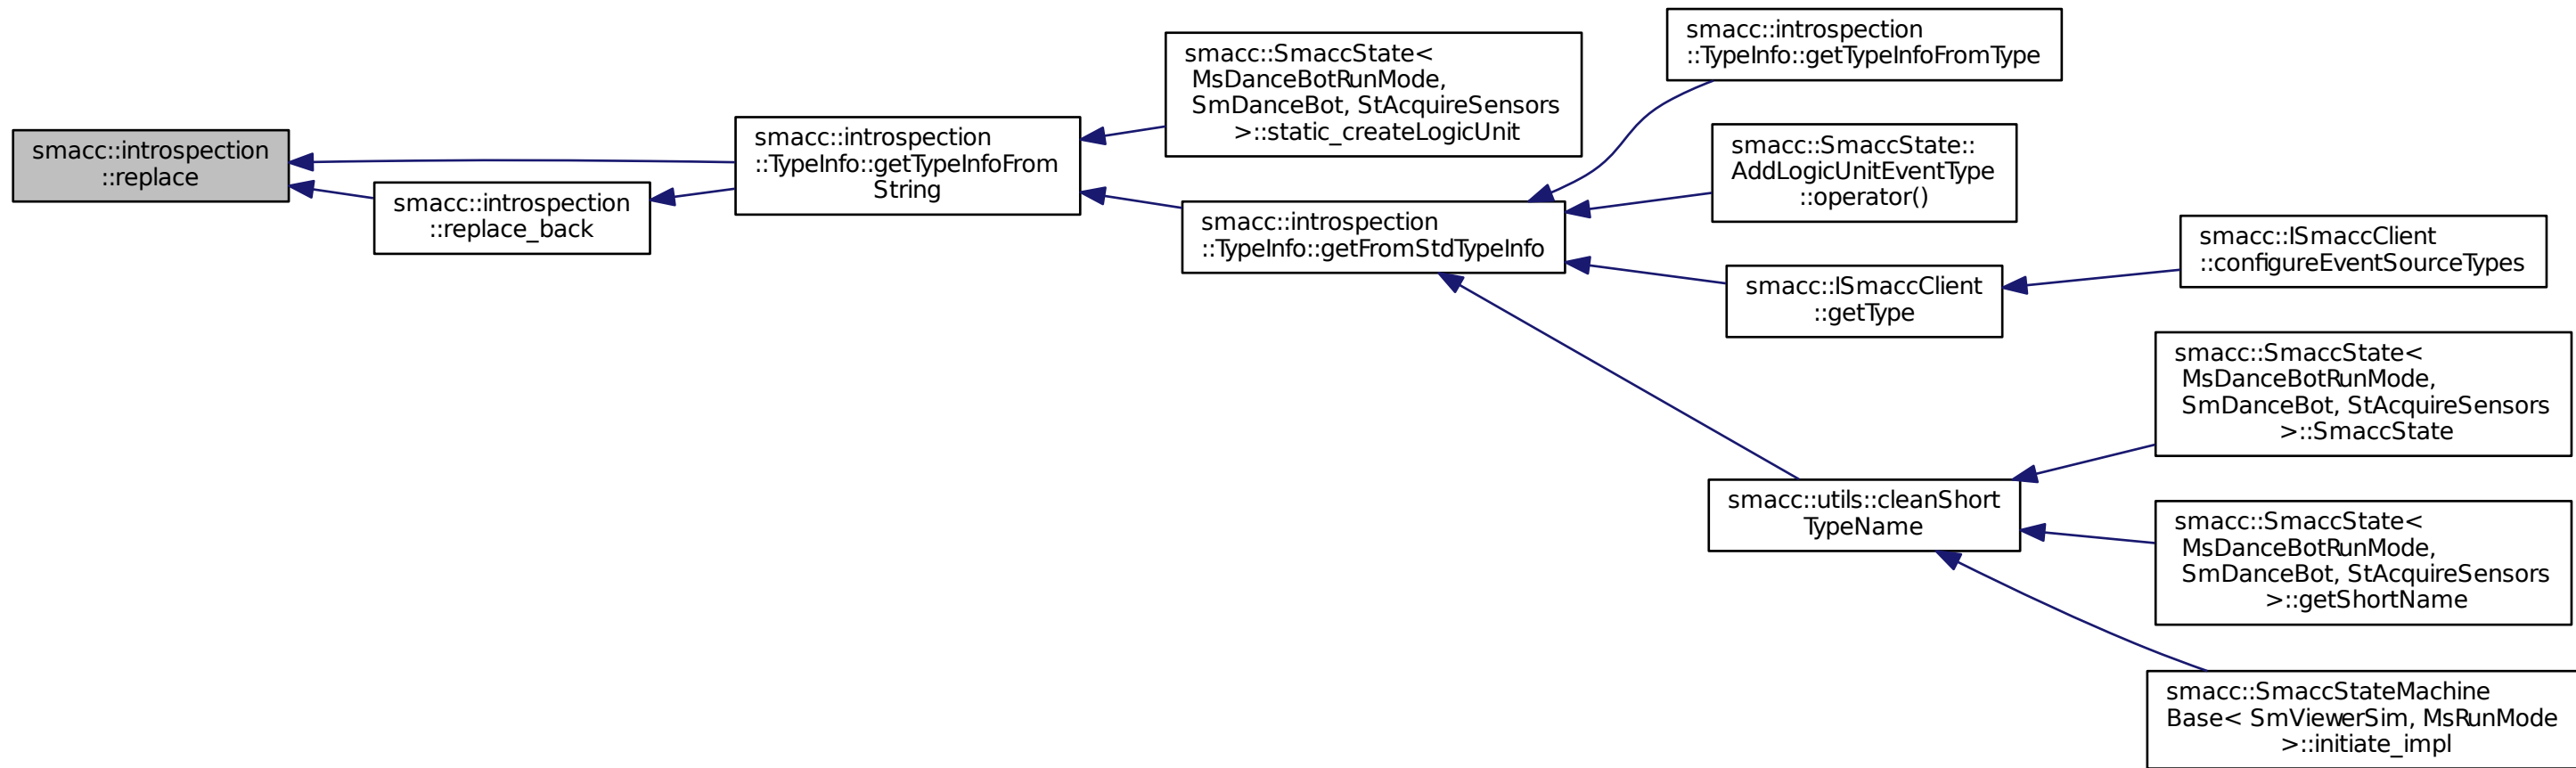 smacc::introspection
::replace
smacc::introspection
::replace_back
smacc::introspection
::TypeInfo::getTypeInfoFrom
String
smacc::SmaccState<
MsDanceBotRunMode,
SmDanceBot, StAcquireSensors
>::static_createLogicUnit
smacc::introspection
::TypeInfo::getFromStdTypeInfo
smacc::introspection
::TypeInfo::getTypeInfoFromType
smacc::SmaccState::
AddLogicUnitEventType
::operator()
smacc::ISmaccClient
::getType
smacc::ISmaccClient
::configureEventSourceTypes
smacc::utils::cleanShort
TypeName
smacc::SmaccState<
MsDanceBotRunMode,
SmDanceBot, StAcquireSensors
>::SmaccState
smacc::SmaccState<
MsDanceBotRunMode,
SmDanceBot, StAcquireSensors
>::getShortName
smacc::SmaccStateMachine
Base< SmViewerSim, MsRunMode
>::initiate_impl